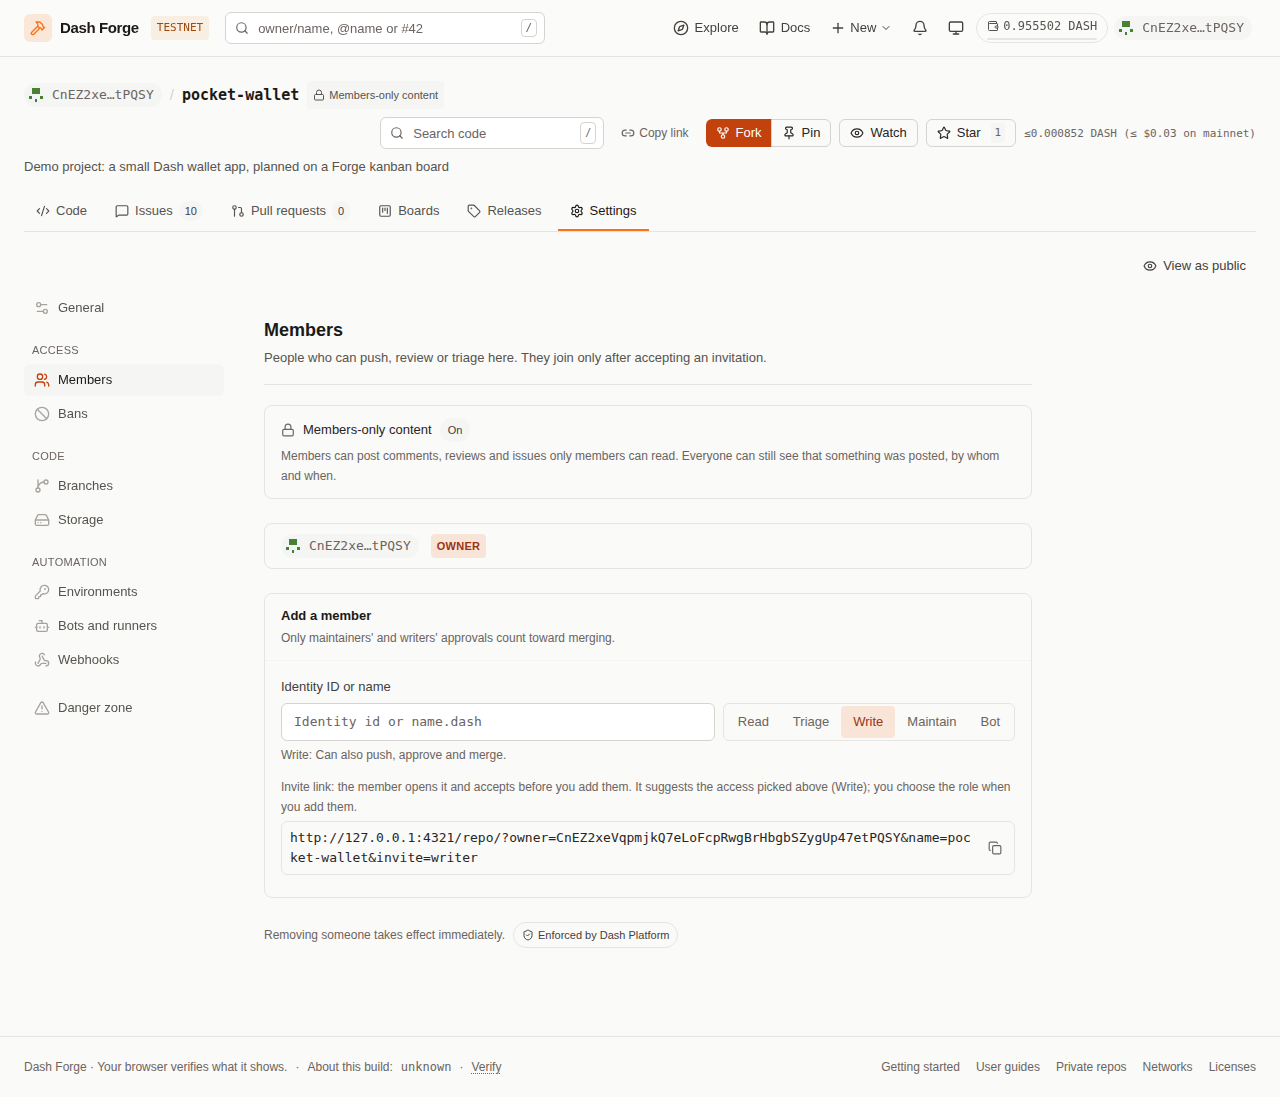 Dash Forge TESTNET owner/name, @name or #42 / Explore Docs New 0.955502 DASH CnEZ2xe…tPQSY
CnEZ2xe…tPQSY / pocket-wallet Members-only content
Search code / Copy link Fork Pin Watch Star 1 ≤0.000852 DASH (≤ $0.03 on mainnet)
Demo project: a small Dash wallet app, planned on a Forge kanban board
Code Issues 10 Pull requests 0 Boards Releases Settings
View as public
General
ACCESS
Members
Bans
CODE
Branches
Storage
AUTOMATION
Environments
Bots and runners
Webhooks
Danger zone
Members
People who can push, review or triage here. They join only after accepting an invitation.
Members-only content On
Members can post comments, reviews and issues only members can read. Everyone can still see that something was posted, by whom
and when.
CnEZ2xe…tPQSY OWNER
Add a member
Only maintainers' and writers' approvals count toward merging.
Identity ID or name
Identity id or name.dash Read Triage Write Maintain Bot
Write: Can also push, approve and merge.
Invite link: the member opens it and accepts before you add them. It suggests the access picked above (Write); you choose the role when
you add them.
http://127.0.0.1:4321/repo/?owner=CnEZ2xeVqpmjkQ7eLoFcpRwgBrHbgbSZygUp47etPQSY&name=poc
ket-wallet&invite=writer
Removing someone takes effect immediately. Enforced by Dash Platform
Dash Forge · Your browser verifies what it shows. · About this build: unknown · Verify
Getting started User guides Private repos Networks Licenses